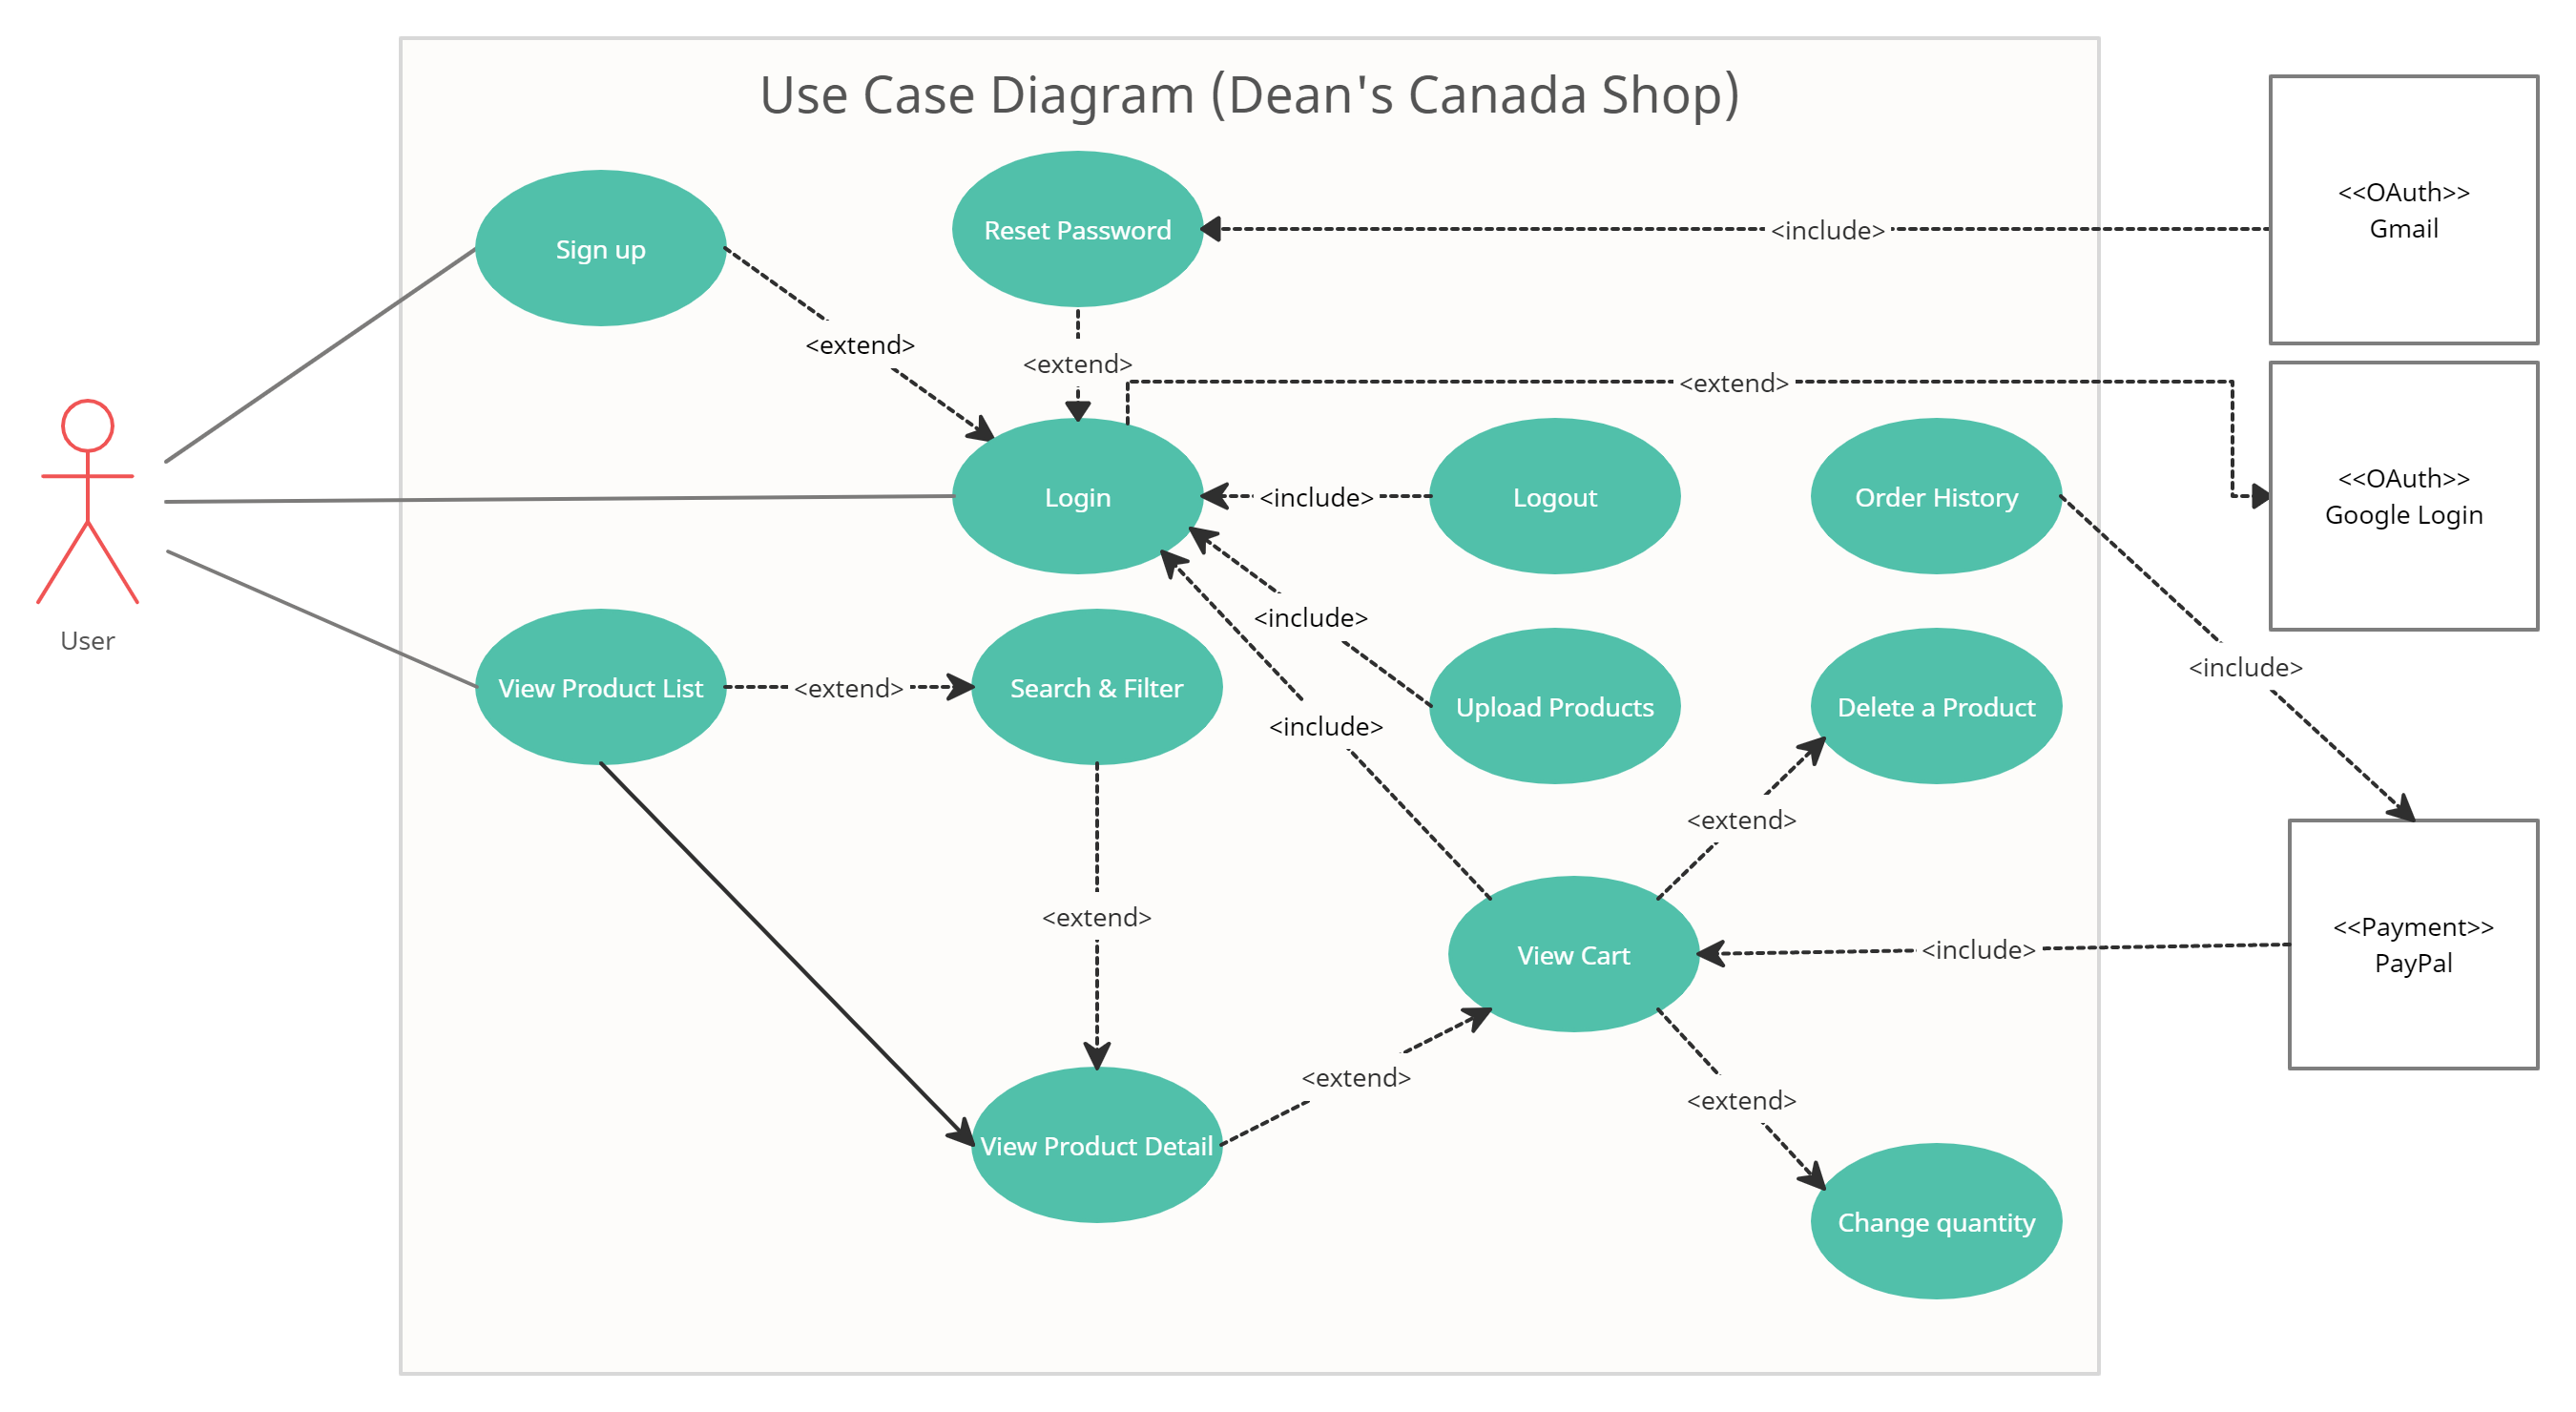 Use Case Diagram (Dean's Canada Shop)
<<OAuth>>
Gmail
Reset Password
<include>
Sign up
<extend>
<extend>
<extend>
<<OAuth>>
Google Login
Login
<include>
Logout
Order History
<include>
User
<include>
View Product List
<extend>
Search & Filter
Upload Products
Delete a Product
<include>
<extend>
<extend>
<<Payment>>
PayPal
View Cart
<include>
<extend>
<extend>
View Product Detail
Change quantity